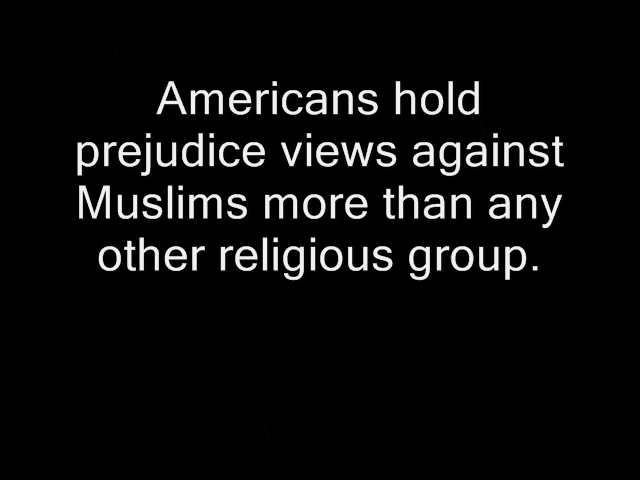 Americans hold
prejudice views against
Muslims more than any
other religious group.